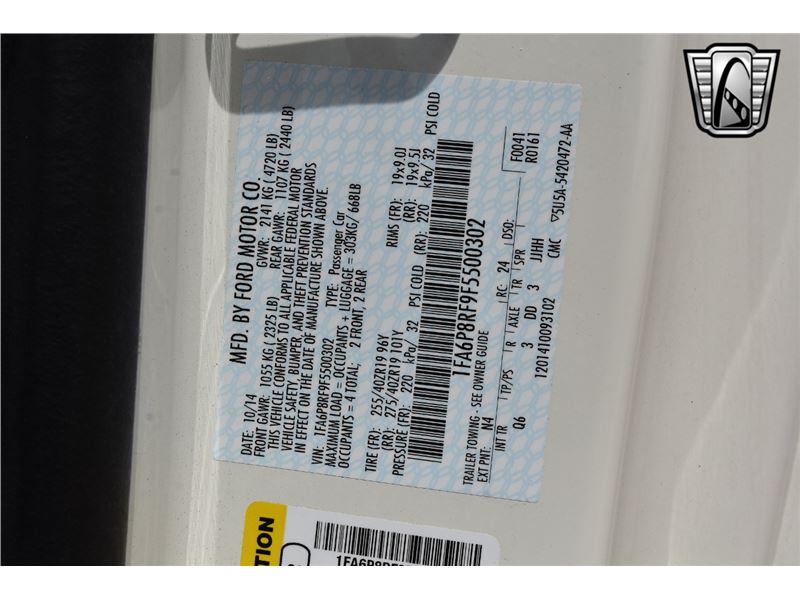 MFD. BY FORD MOTOR CO.
DATE: 10/14 GVWR: 2141 KG ( 4720 LB)
FRONT GAWR: 1055 KG ( 2325 LB) REAR GAWR: 1107 KG ( 2440 LB)
THIS VEHICLE CONFORMS TO ALL APPLICABLE FEDERAL MOTOR
VEHICLE SAFETY, BUMPER, AND THEFT PREVENTION STANDARDS
IN EFFECT ON THE DATE OF MANUFACTURE SHOWN ABOVE.
VIN: 1FA6P8RF9F5500302 TYPE: Passenger Car
MAXIMUM LOAD = OCCUPANTS + LUGGAGE = 303KG/ 668LB
OCCUPANTS = 4 TOTAL; 2 FRONT, 2 REAR
TIRE (FR): 255/40ZR19 96Y RIMS (FR): 19x9.0J
(RR): 275/40ZR19 101Y (RR): 19x9.5J
PRESSURE (FR): 220 kPa/ 32 PSI COLD (RR): 220 kPa/ 32 PSI COLD
1FA6P8RF9F5500302
TRAILER TOWING - SEE OWNER GUIDE F0041
EXT PNT: N4 RC: 24 DSO: R0161
INT TR TP/PS R AXLE TR SPR
Q6 3 DD 3 JJHH
1201410093102 CMC ▽5U5A-5420472-AA
TION